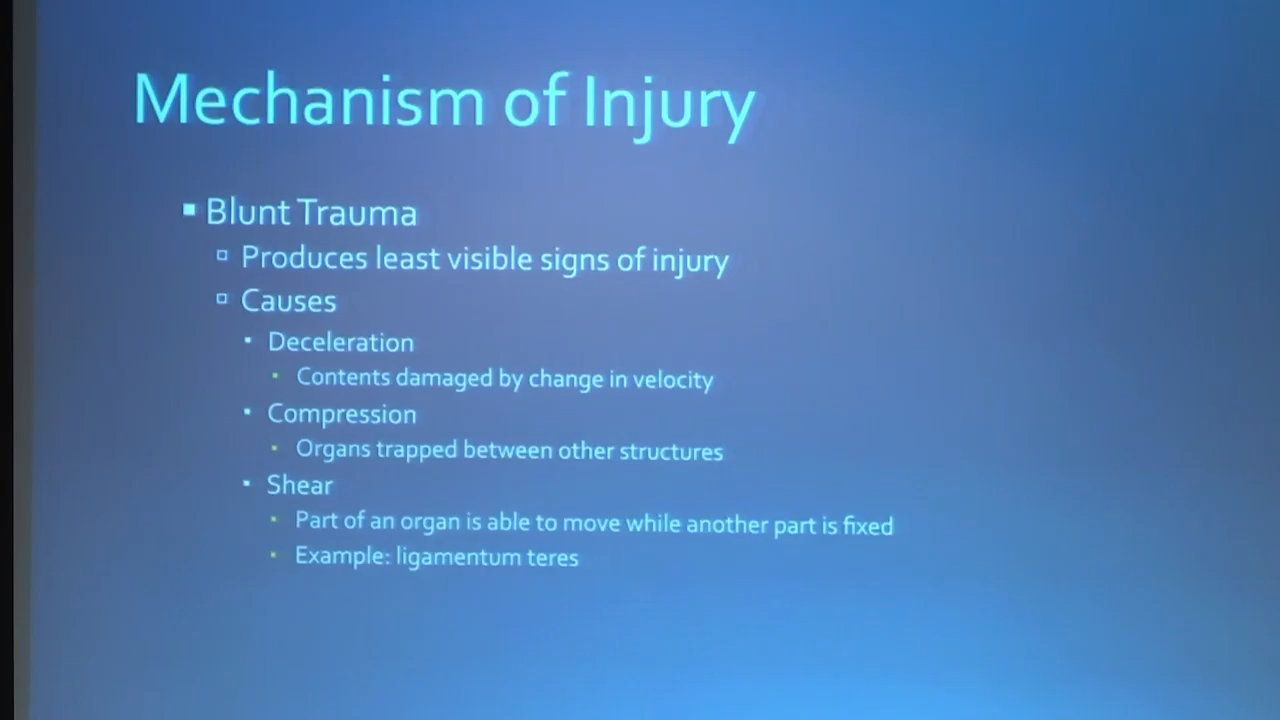 Mechanism of Injury
Blunt Trauma
Produces least visible signs of injury
Causes
Deceleration
Contents damaged by change in velocity
Compression
Organs trapped between other structures
Shear
Part of an organ is able to move while another part is fixed
Example: ligamentum teres